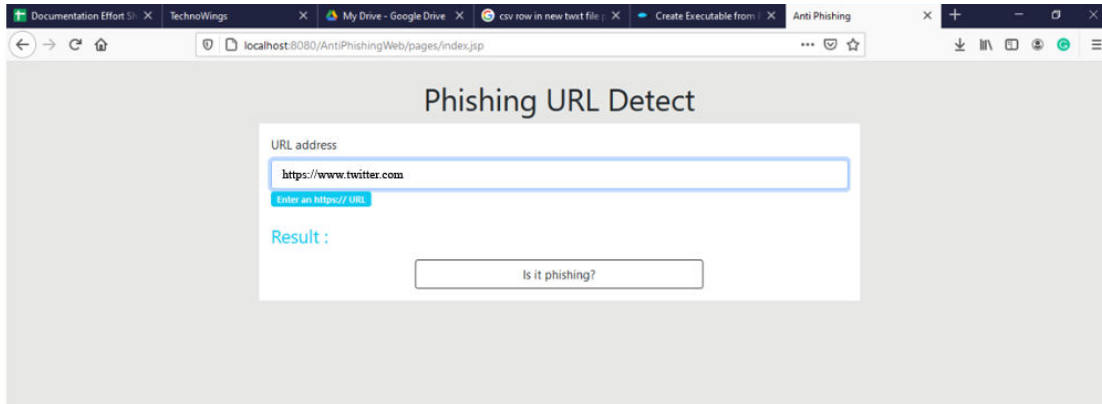 Documentation Effort Sh
TechnoWings
My Drive - Google Drive
csv row in new twxt file p
Create Executable from
Anti Phishing
localhost:8080/AntiPhishingWeb/pages/index.jsp
Phishing URL Detect
URL address
https://www.twitter.com
Enter an https:// URL
Result :
Is it phishing?